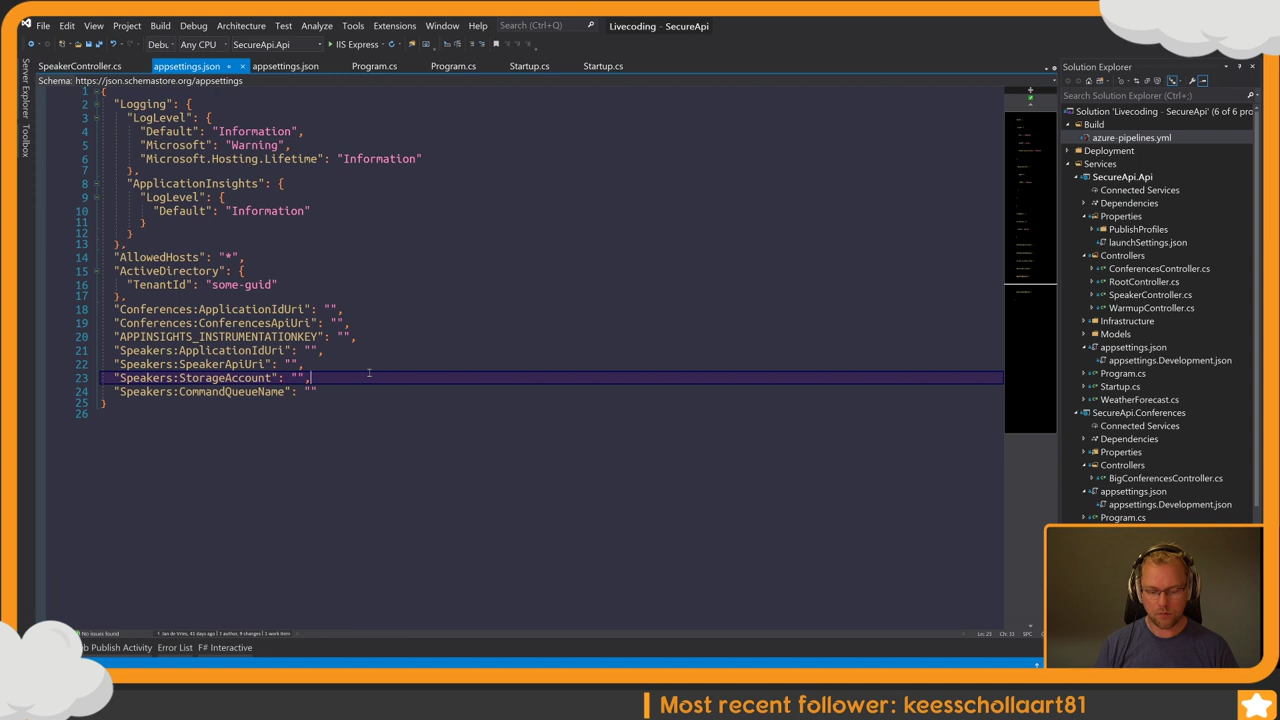 File Edit View Project Build Debug Architecture Test Analyze Tools Extensions Window Help Search (Ctrl+Q) Livecoding - SecureApi
Debu Any CPU SecureApi.Api IIS Express
SpeakerController.cs appsettings.json appsettings.json Program.cs Program.cs Startup.cs Startup.cs
Schema: https://json.schemastore.org/appsettings
Server Explorer
Toolbox
1 {
2 "Logging": {
3 "LogLevel": {
4 "Default": "Information",
5 "Microsoft": "Warning",
6 "Microsoft.Hosting.Lifetime": "Information"
7 },
8 "ApplicationInsights": {
9 "LogLevel": {
10 "Default": "Information"
11 }
12 }
13 },
14 "AllowedHosts": "*",
15 "ActiveDirectory": {
16 "TenantId": "some-guid"
17 },
18 "Conferences:ApplicationIdUri": "",
19 "Conferences:ConferencesApiUri": "",
20 "APPINSIGHTS_INSTRUMENTATIONKEY": "",
21 "Speakers:ApplicationIdUri": "",
22 "Speakers:SpeakerApiUri": "",
23 "Speakers:StorageAccount": "",
24 "Speakers:CommandQueueName": ""
25 }
26
No issues found Jan de Vries, 41 days ago | 1 author, 9 changes | 1 work item Ln: 23 Ch: 33 SPC
b Publish Activity Error List F# Interactive
Solution Explorer
Search Solution Explorer (Ctrl+;)
Solution 'Livecoding - SecureApi' (6 of 6 pro
Build
azure-pipelines.yml
Deployment
Services
SecureApi.Api
Connected Services
Dependencies
Properties
PublishProfiles
launchSettings.json
Controllers
ConferencesController.cs
RootController.cs
SpeakerController.cs
WarmupController.cs
Infrastructure
Models
appsettings.json
appsettings.Development.json
Program.cs
Startup.cs
WeatherForecast.cs
SecureApi.Conferences
Connected Services
Dependencies
Properties
Controllers
BigConferencesController.cs
appsettings.json
appsettings.Development.json
Program.cs
Most recent follower: keesschollaart81